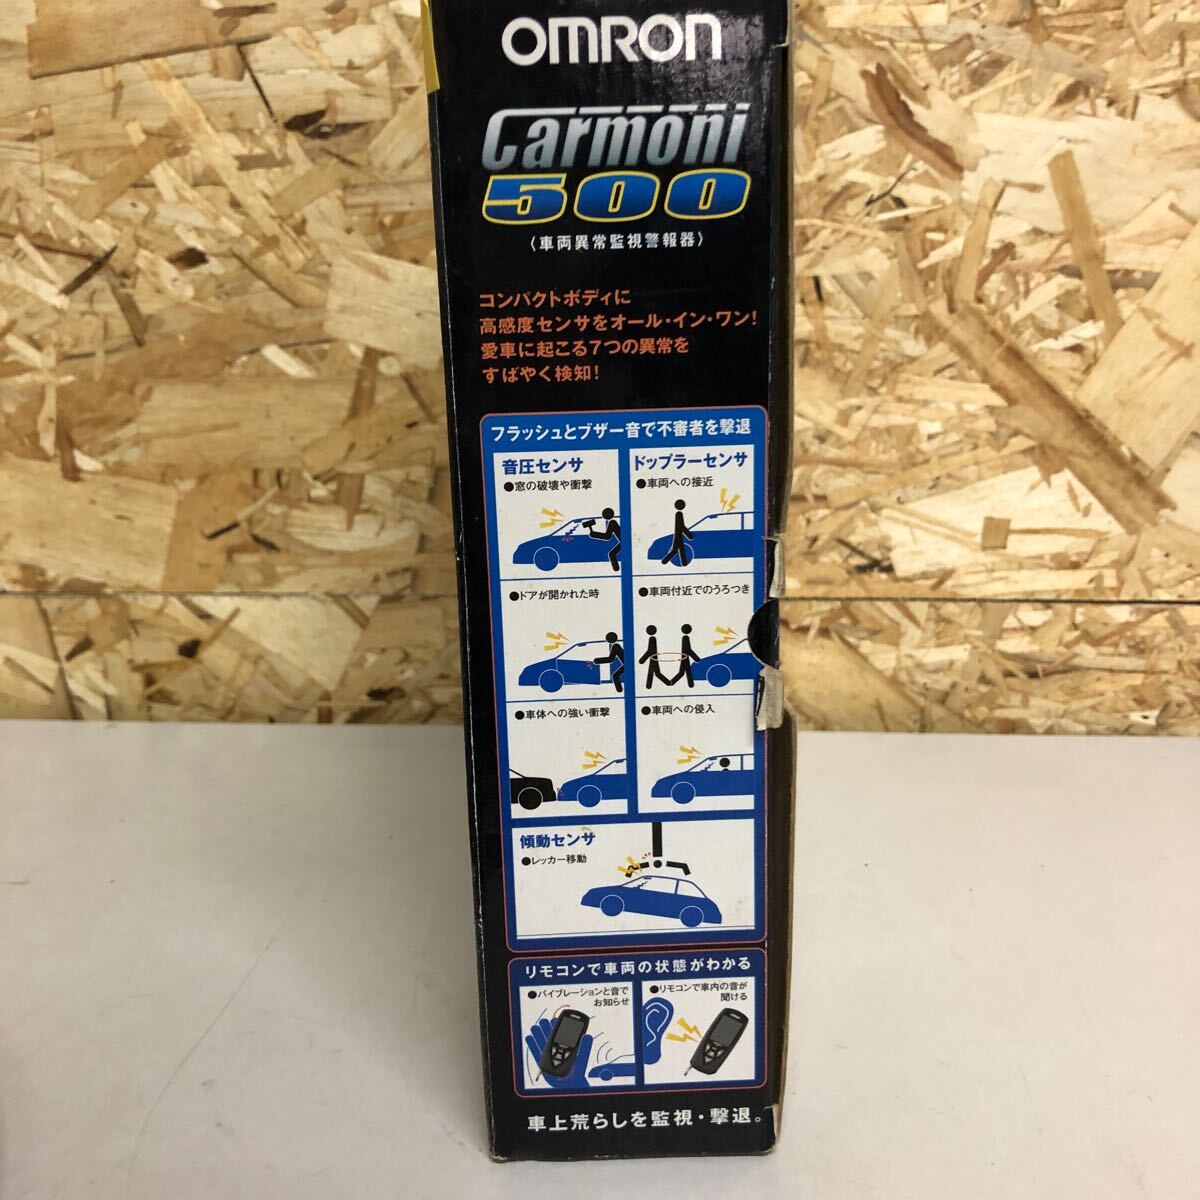 OMRON
Carmoni
500
〈車両異常監視警報器〉
コンパクトボディに
高感度センサをオール・イン・ワン!
愛車に起こる7つの異常を
すばやく検知!
フラッシュとブザー音で不審者を撃退
音圧センサ
●窓の破壊や衝撃
ドップラーセンサ
●車両への接近
●ドアが開かれた時
●車両付近でのうろつき
●車体への強い衝撃
●車両への侵入
傾動センサ
●レッカー移動
リモコンで車両の状態がわかる
●バイブレーションと音で
お知らせ
●リモコンで車内の音が
聞ける
車上荒らしを監視・撃退。